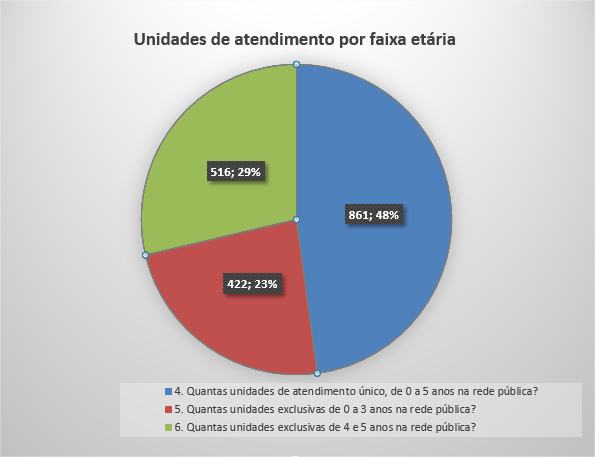 Unidades de atendimento por faixa etária
516; 29%
861; 48%
422; 23%
4. Quantas unidades de atendimento único, de 0 a 5 anos na rede pública?
5. Quantas unidades exclusivas de 0 a 3 anos na rede pública?
6. Quantas unidades exclusivas de 4 e 5 anos na rede pública?